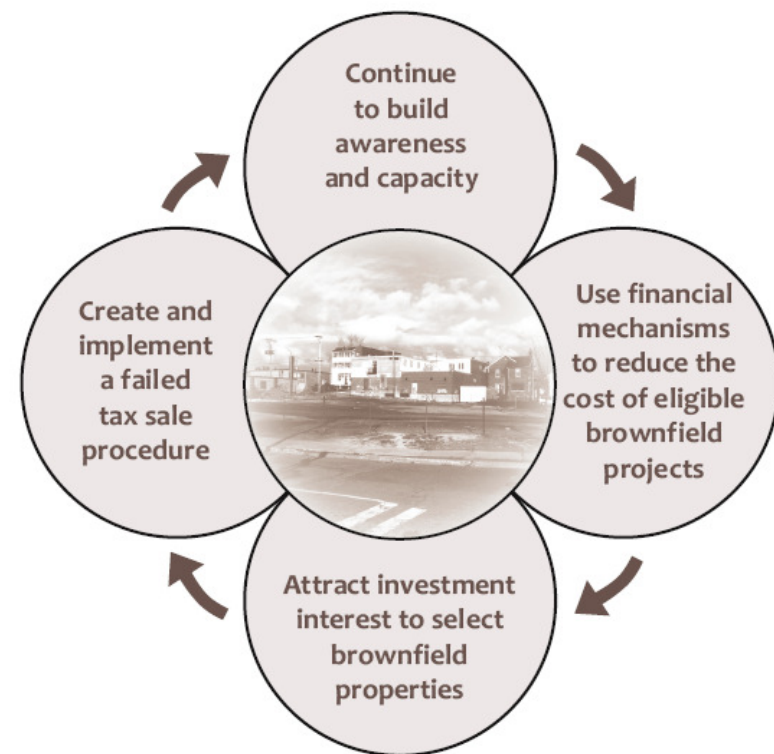 Continue
to build
awareness
and capacity
Use financial
mechanisms
to reduce the
cost of eligible
brownfield
projects
Attract investment
interest to select
brownfield
properties
Create and
implement
a failed
tax sale
procedure